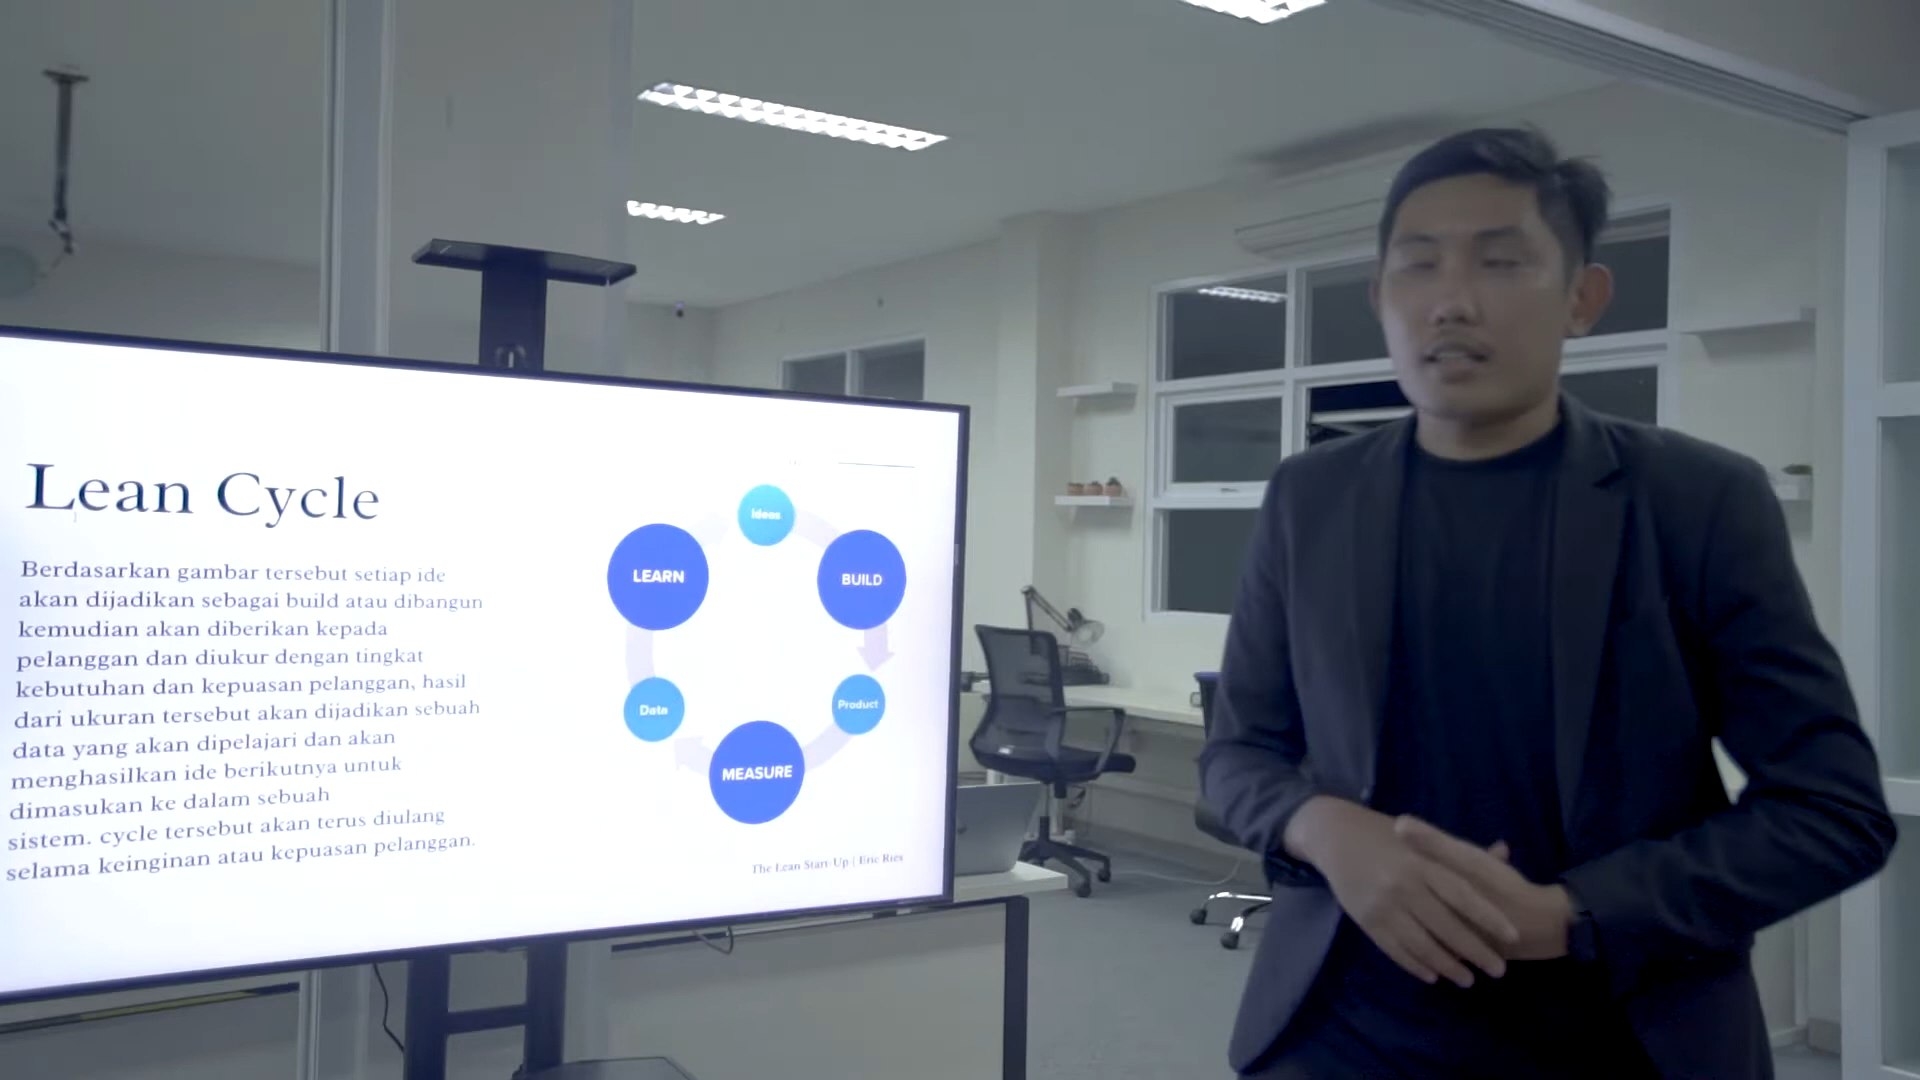 Lean Cycle
Berdasarkan gambar tersebut setiap ide
akan dijadikan sebagai build atau dibangun
kemudian akan diberikan kepada
pelanggan dan diukur dengan tingkat
kebutuhan dan kepuasan pelanggan, hasil
dari ukuran tersebut akan dijadikan sebuah
data yang akan dipelajari dan akan
menghasilkan ide berikutnya untuk
dimasukan ke dalam sebuah
sistem. cycle tersebut akan terus diulang
selama keinginan atau kepuasan pelanggan.
Ideas
LEARN
BUILD
Data
Product
MEASURE
The Lean Start-Up | Eric Ries